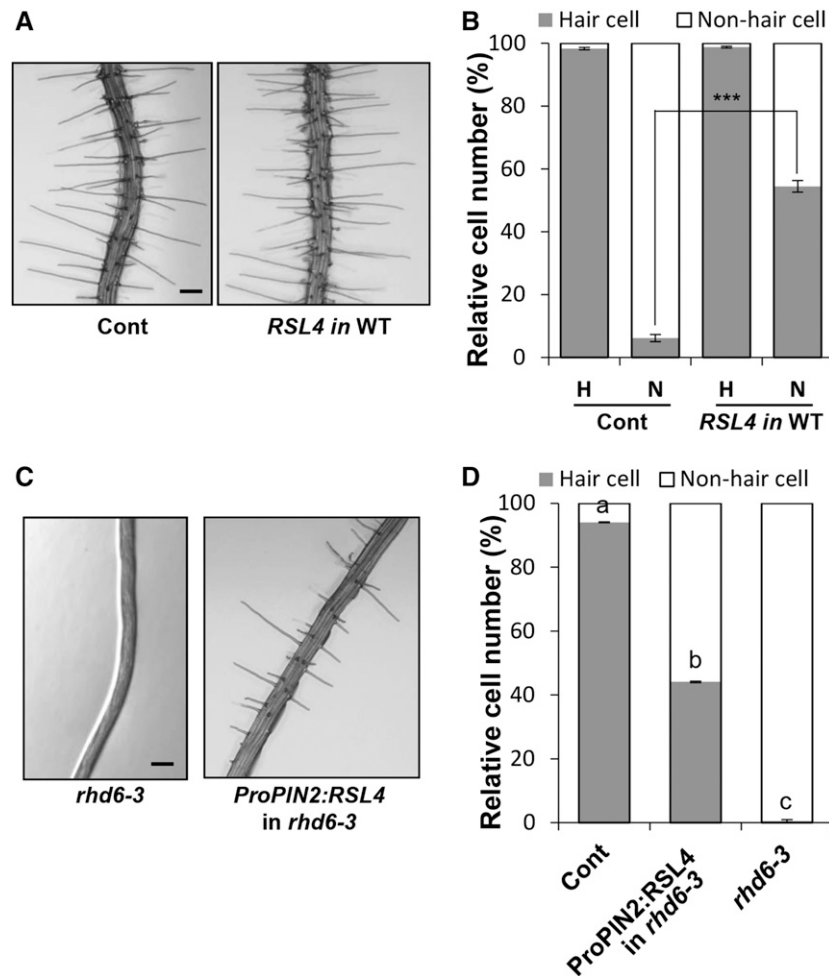 A
Cont
RSL4 in WT
B
Hair cell
Non-hair cell
Relative cell number (%)
100
80
60
40
20
0
***
H
N
H
N
Cont
RSL4 in WT
C
rhd6-3
ProPIN2:RSL4
in rhd6-3
D
Hair cell
Non-hair cell
Relative cell number (%)
100
80
60
40
20
0
a
b
c
Cont
ProPIN2:RSL4
in rhd6-3
rhd6-3